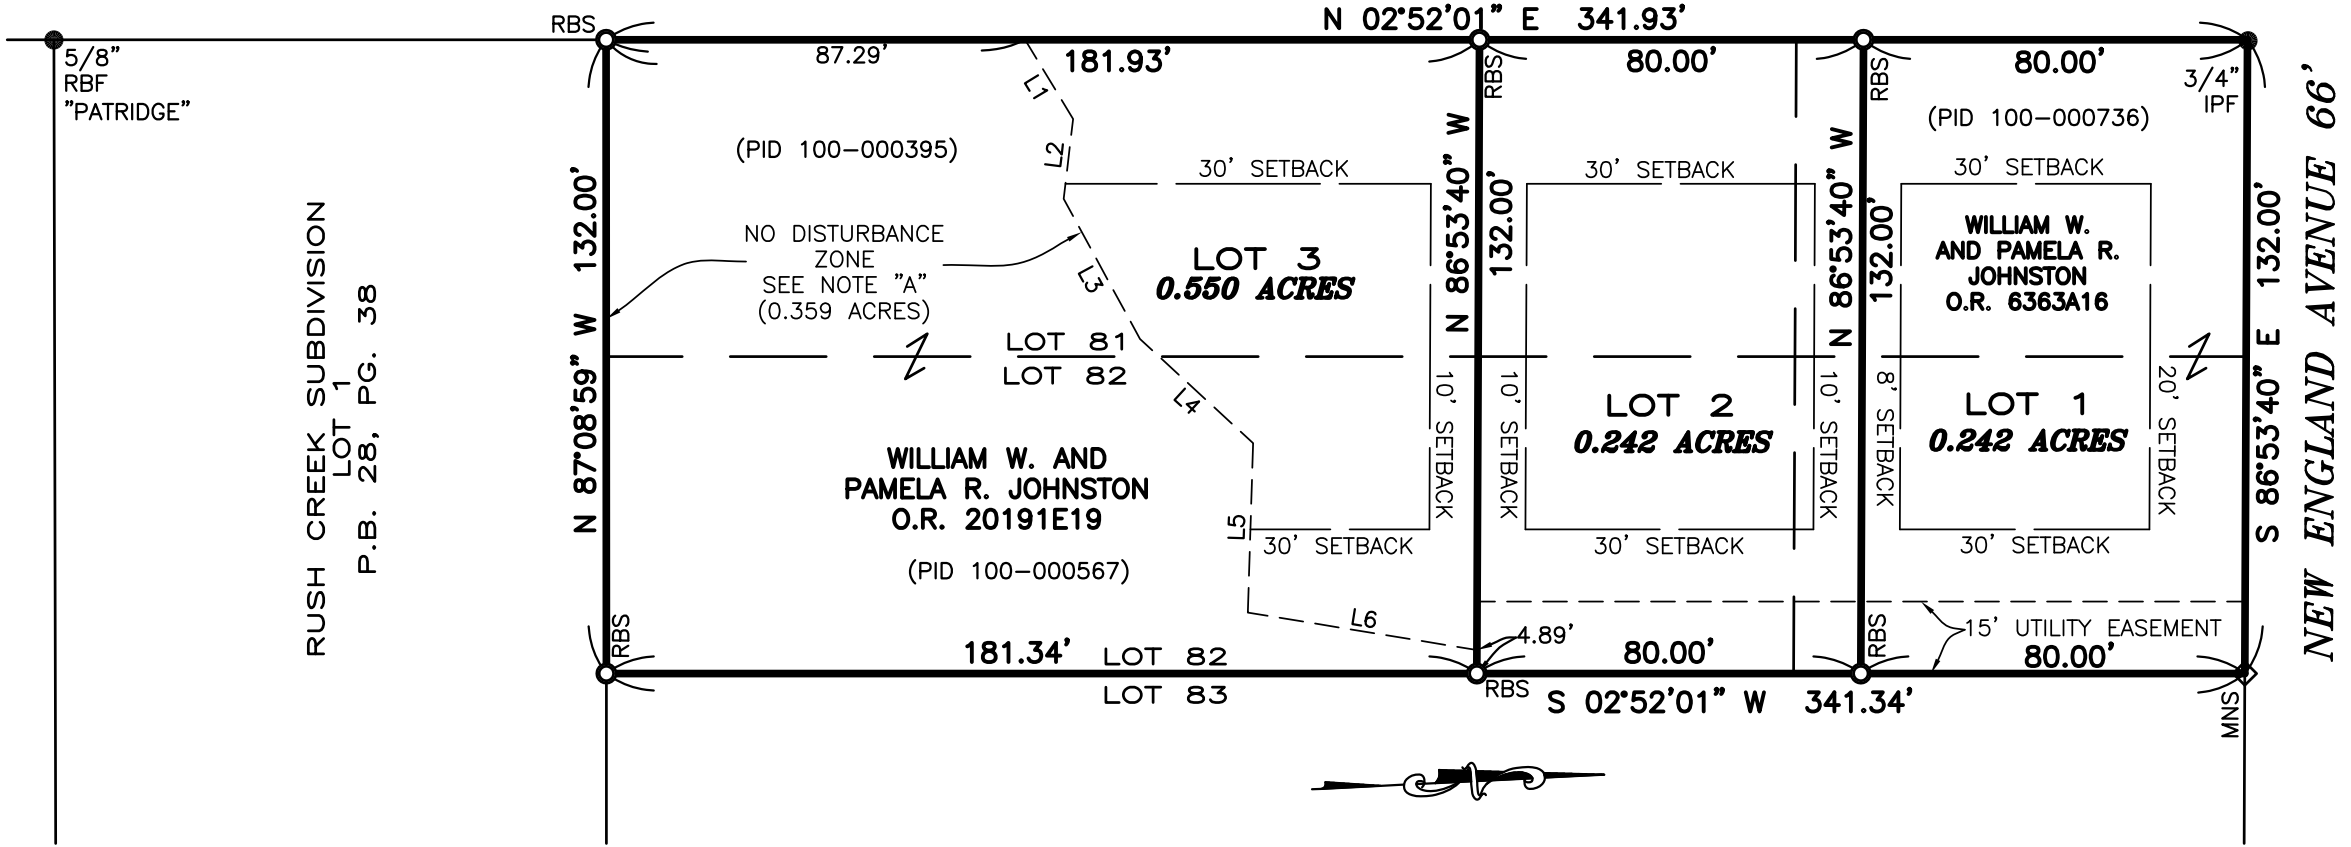 N 02°52'01" E 341.93'
RBS
5/8"
RBF
"PATRIDGE"
87.29'
181.93'
80.00'
80.00'
RBS
RBS
3/4"
IPF
L1
L2
L3
L4
L5
L6
(PID 100-000395)
(PID 100-000736)
30' SETBACK
30' SETBACK
30' SETBACK
NEW ENGLAND AVENUE 66'
RUSH CREEK SUBDIVISION
LOT 1
P.B. 28, PG. 38
N 87°08'59" W 132.00'
NO DISTURBANCE
ZONE
SEE NOTE "A"
(0.359 ACRES)
LOT 3
0.550 ACRES
N 86°53'40" W
132.00'
N 86°53'40" W
132.00'
WILLIAM W.
AND PAMELA R.
JOHNSTON
O.R. 6363A16
S 86°53'40" E 132.00'
LOT 81
LOT 82
10' SETBACK
10' SETBACK
10' SETBACK
8' SETBACK
20' SETBACK
LOT 2
0.242 ACRES
LOT 1
0.242 ACRES
WILLIAM W. AND
PAMELA R. JOHNSTON
O.R. 20191E19
(PID 100-000567)
30' SETBACK
30' SETBACK
30' SETBACK
RBS
181.34'
LOT 82
LOT 83
4.89'
RBS
80.00'
RBS
15' UTILITY EASEMENT
80.00'
S 02°52'01" W 341.34'
MNS